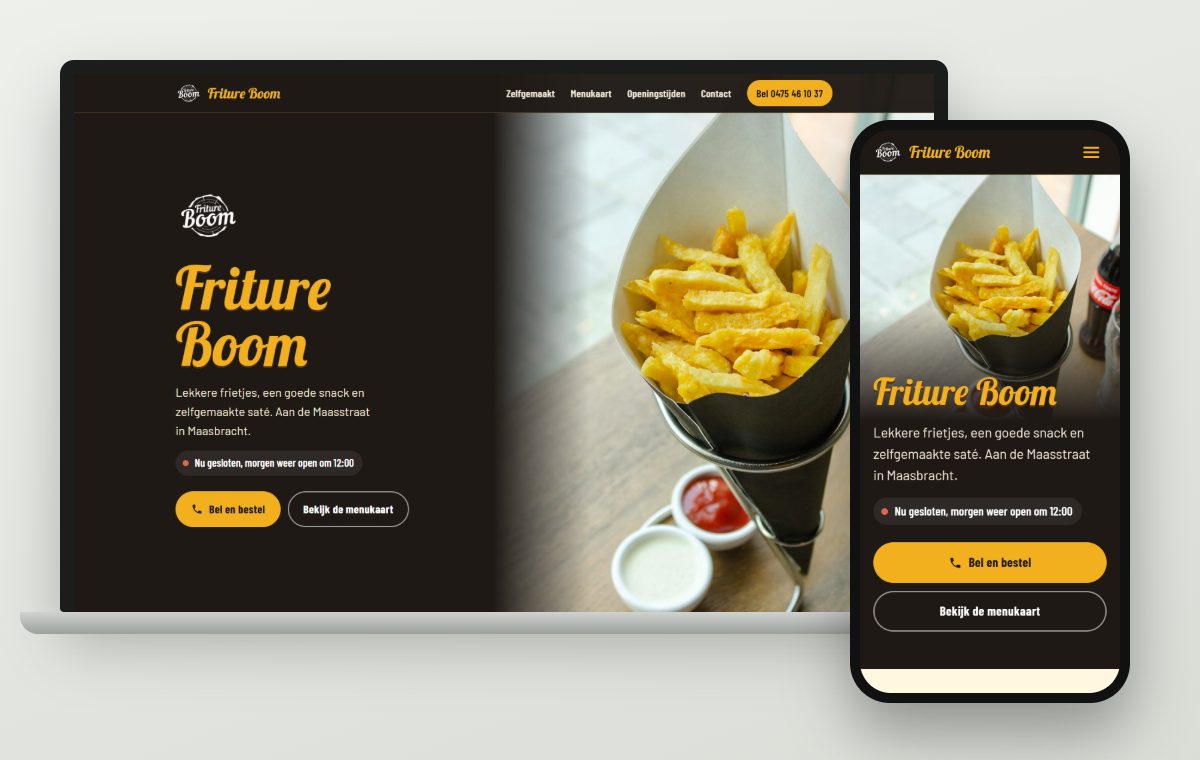 Friture
Boom
Friture Boom
Zelfgemaakt
Menukaart
Openingstijden
Contact
Bel 0475 46 10 37
Friture
Boom
Friture
Boom
Lekkere frietjes, een goede snack en
zelfgemaakte saté. Aan de Maasstraat
in Maasbracht.
Nu gesloten, morgen weer open om 12:00
Bel en bestel
Bekijk de menukaart
Friture
Boom
Friture Boom
Friture Boom
Lekkere frietjes, een goede snack en
zelfgemaakte saté. Aan de Maasstraat
in Maasbracht.
Nu gesloten, morgen weer open om 12:00
Bel en bestel
Bekijk de menukaart